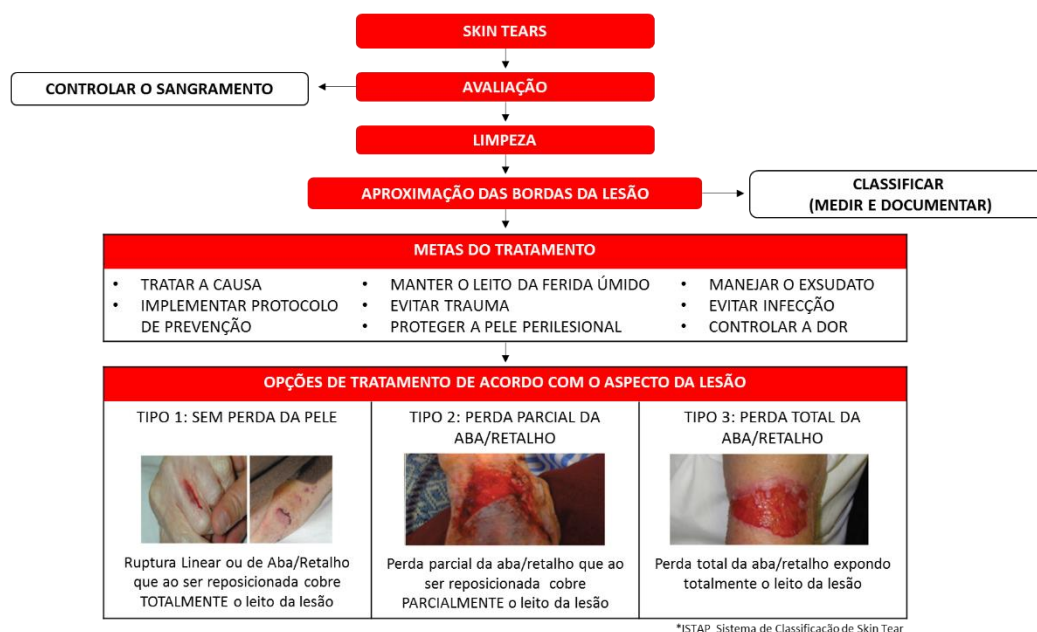 SKIN TEARS
CONTROLAR O SANGRAMENTO
AVALIAÇÃO
LIMPEZA
APROXIMAÇÃO DAS BORDAS DA LESÃO
CLASSIFICAR
(MEDIR E DOCUMENTAR)
METAS DO TRATAMENTO
• TRATAR A CAUSA
• IMPLEMENTAR PROTOCOLO
DE PREVENÇÃO
• MANTER O LEITO DA FERIDA ÚMIDO
• EVITAR TRAUMA
• PROTEGER A PELE PERILESIONAL
• MANEJAR O EXSUDATO
• EVITAR INFECÇÃO
• CONTROLAR A DOR
OPÇÕES DE TRATAMENTO DE ACORDO COM O ASPECTO DA LESÃO
TIPO 1: SEM PERDA DA PELE
Ruptura Linear ou de Aba/Retalho
que ao ser reposicionada cobre
TOTALMENTE o leito da lesão
TIPO 2: PERDA PARCIAL DA
ABA/RETALHO
Perda parcial da aba/retalho que ao
ser reposicionada cobre
PARCIALMENTE o leito da lesão
TIPO 3: PERDA TOTAL DA
ABA/RETALHO
Perda total da aba/retalho expondo
totalmente o leito da lesão
*ISTAP Sistema de Classificação de Skin Tear